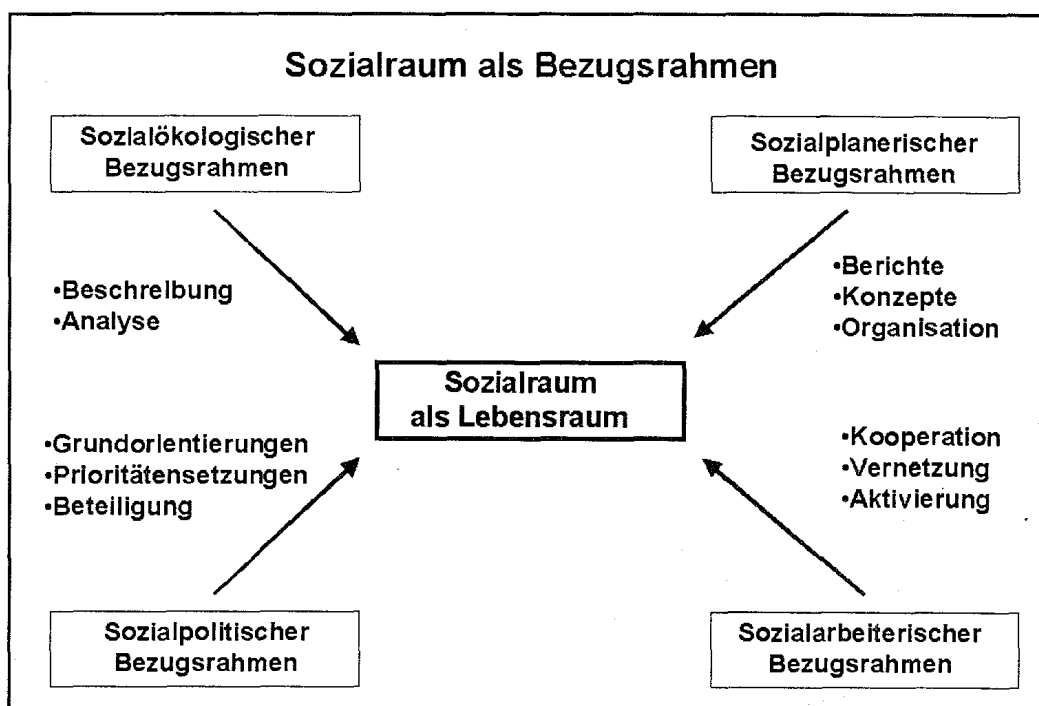 Sozialraum als Bezugsrahmen
Sozialökologischer
Bezugsrahmen
Sozialplanerischer
Bezugsrahmen
•Beschreibung
•Analyse
•Berichte
•Konzepte
•Organisation
Sozialraum
als Lebensraum
•Grundorientierungen
•Prioritätensetzungen
•Beteiligung
•Kooperation
•Vernetzung
•Aktivierung
Sozialpolitischer
Bezugsrahmen
Sozialarbeiterischer
Bezugsrahmen